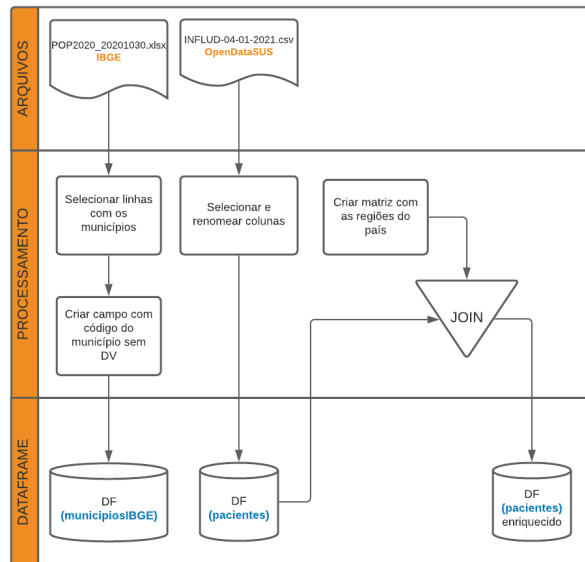 ARQUIVOS
POP2020_20201030.xlsx
IBGE
INFLUD-04-01-2021.csv
OpenDataSUS
PROCESSAMENTO
Selecionar linhas
com os
municípios
Selecionar e
renomear colunas
Criar matriz com
as regiões do
país
Criar campo com
código do
município sem
DV
JOIN
DATAFRAME
DF
(municipiosIBGE)
DF
(pacientes)
DF
(pacientes)
enriquecido